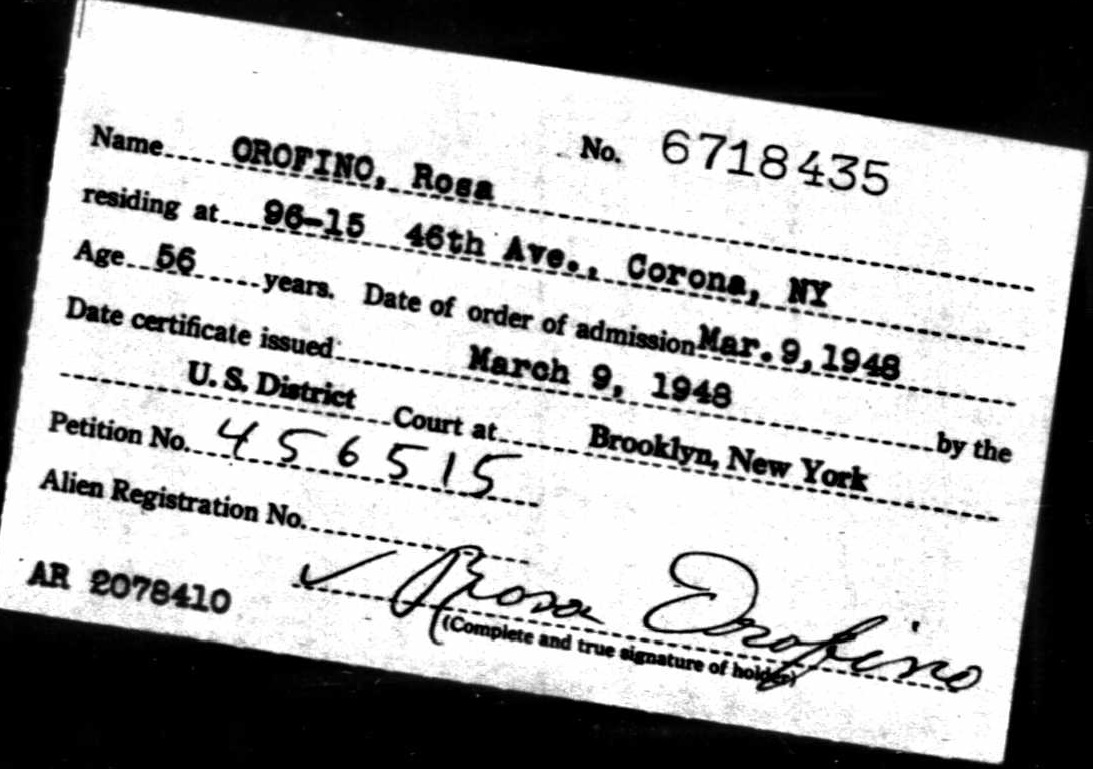 No. 6718435
Name OROFINO, Rosa
residing at 96-15 46th Ave., Corona, NY
Age 56 years. Date of order of admission Mar. 9, 1948
Date certificate issued March 9, 1948 by the
U. S. District Court at Brooklyn, New York
Petition No. 456515
Alien Registration No.
AR 2078410 ✓ Rosa Orofino
(Complete and true signature of holder)